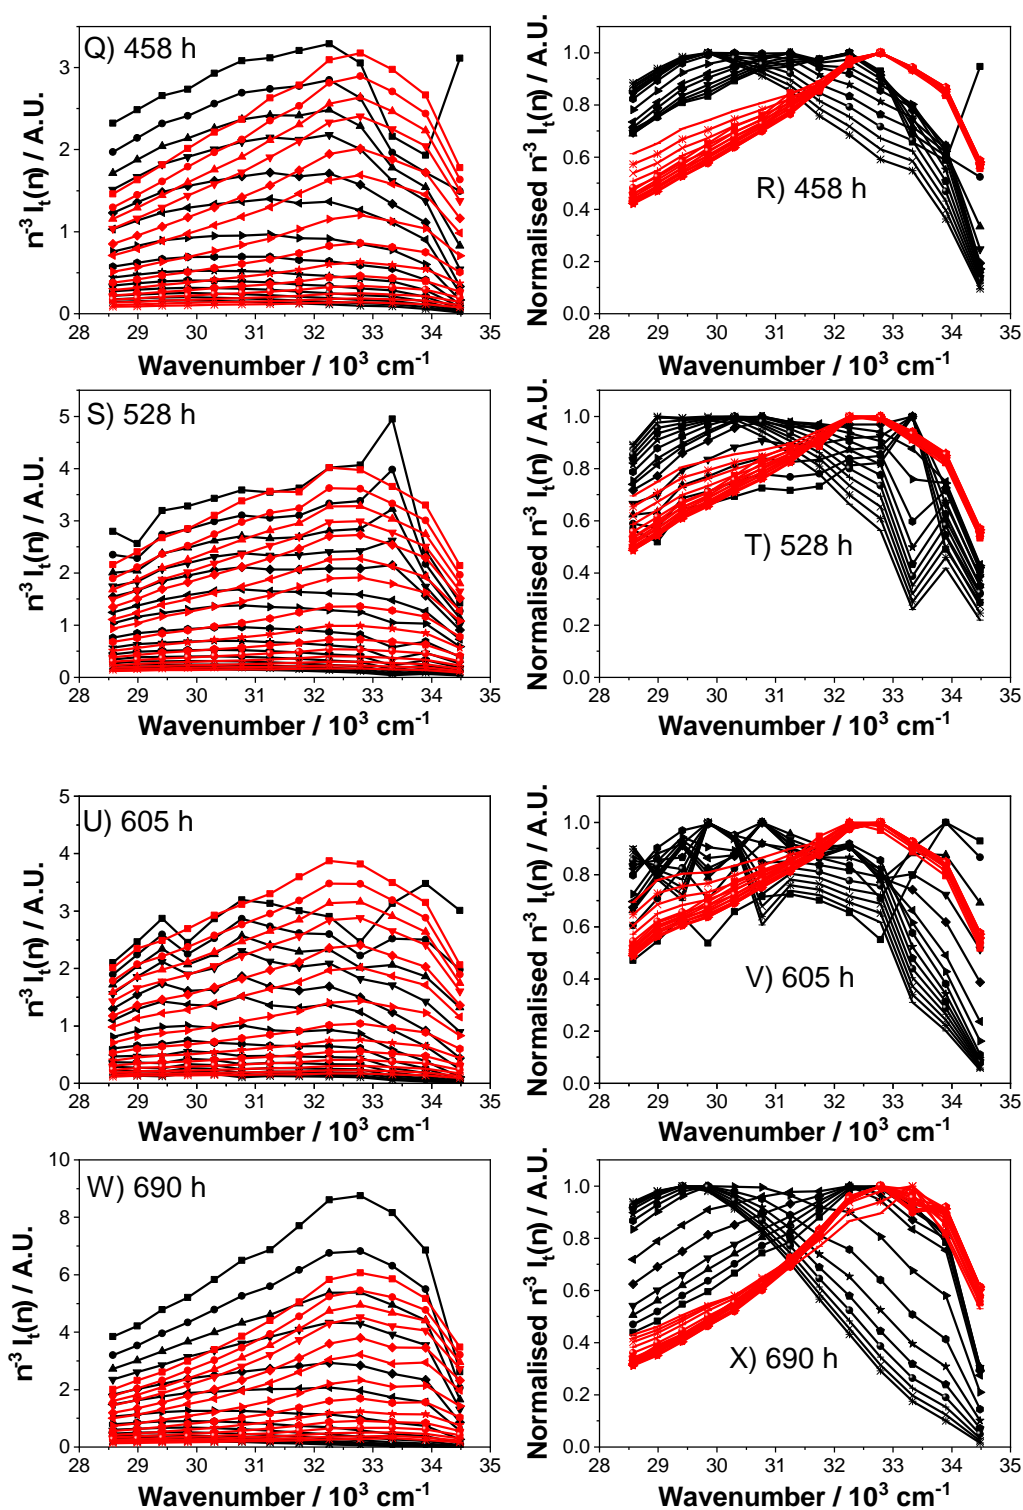 Q) 458 h
n⁻³ Iₜ(n) / A.U.
3
2
1
0
28 29 30 31 32 33 34 35
Wavenumber / 10³ cm⁻¹
R) 458 h
Normalised n⁻³ Iₜ(n) / A.U.
1.0
0.8
0.6
0.4
0.2
0.0
28 29 30 31 32 33 34 35
Wavenumber / 10³ cm⁻¹
S) 528 h
n⁻³ Iₜ(n) / A.U.
5
4
3
2
1
0
28 29 30 31 32 33 34 35
Wavenumber / 10³ cm⁻¹
T) 528 h
Normalised n⁻³ Iₜ(n) / A.U.
1.0
0.8
0.6
0.4
0.2
0.0
28 29 30 31 32 33 34 35
Wavenumber / 10³ cm⁻¹
U) 605 h
n⁻³ Iₜ(n) / A.U.
5
4
3
2
1
0
28 29 30 31 32 33 34 35
Wavenumber / 10³ cm⁻¹
V) 605 h
Normalised n⁻³ Iₜ(n) / A.U.
1.0
0.8
0.6
0.4
0.2
0.0
28 29 30 31 32 33 34 35
Wavenumber / 10³ cm⁻¹
W) 690 h
n⁻³ Iₜ(n) / A.U.
10
8
6
4
2
0
28 29 30 31 32 33 34 35
Wavenumber / 10³ cm⁻¹
X) 690 h
Normalised n⁻³ Iₜ(n) / A.U.
1.0
0.8
0.6
0.4
0.2
0.0
28 29 30 31 32 33 34 35
Wavenumber / 10³ cm⁻¹